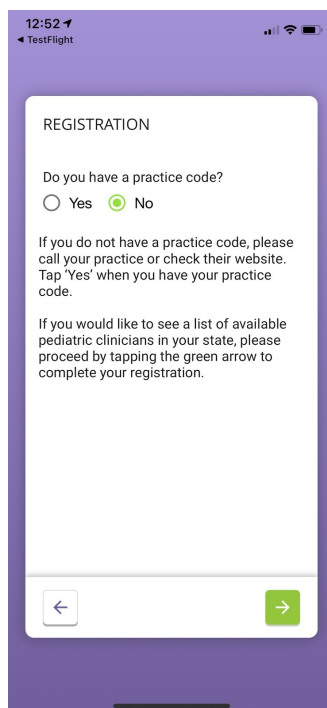 12:52
◀ TestFlight
REGISTRATION
Do you have a practice code?
Yes No
If you do not have a practice code, please
call your practice or check their website.
Tap ‘Yes’ when you have your practice
code.
If you would like to see a list of available
pediatric clinicians in your state, please
proceed by tapping the green arrow to
complete your registration.